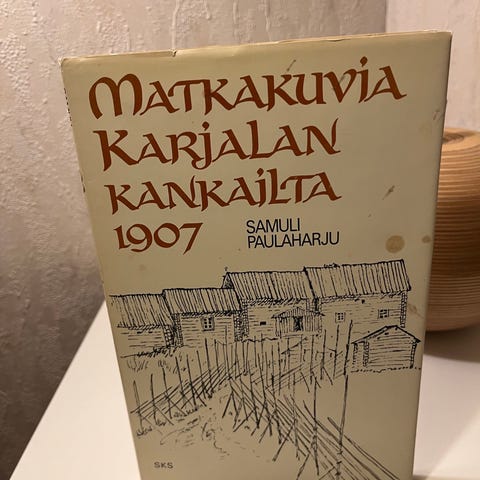 MATKAKUVIA
KARJALAN
KANKAILTA
1907
SAMULI
PAULAHARJU
SKS